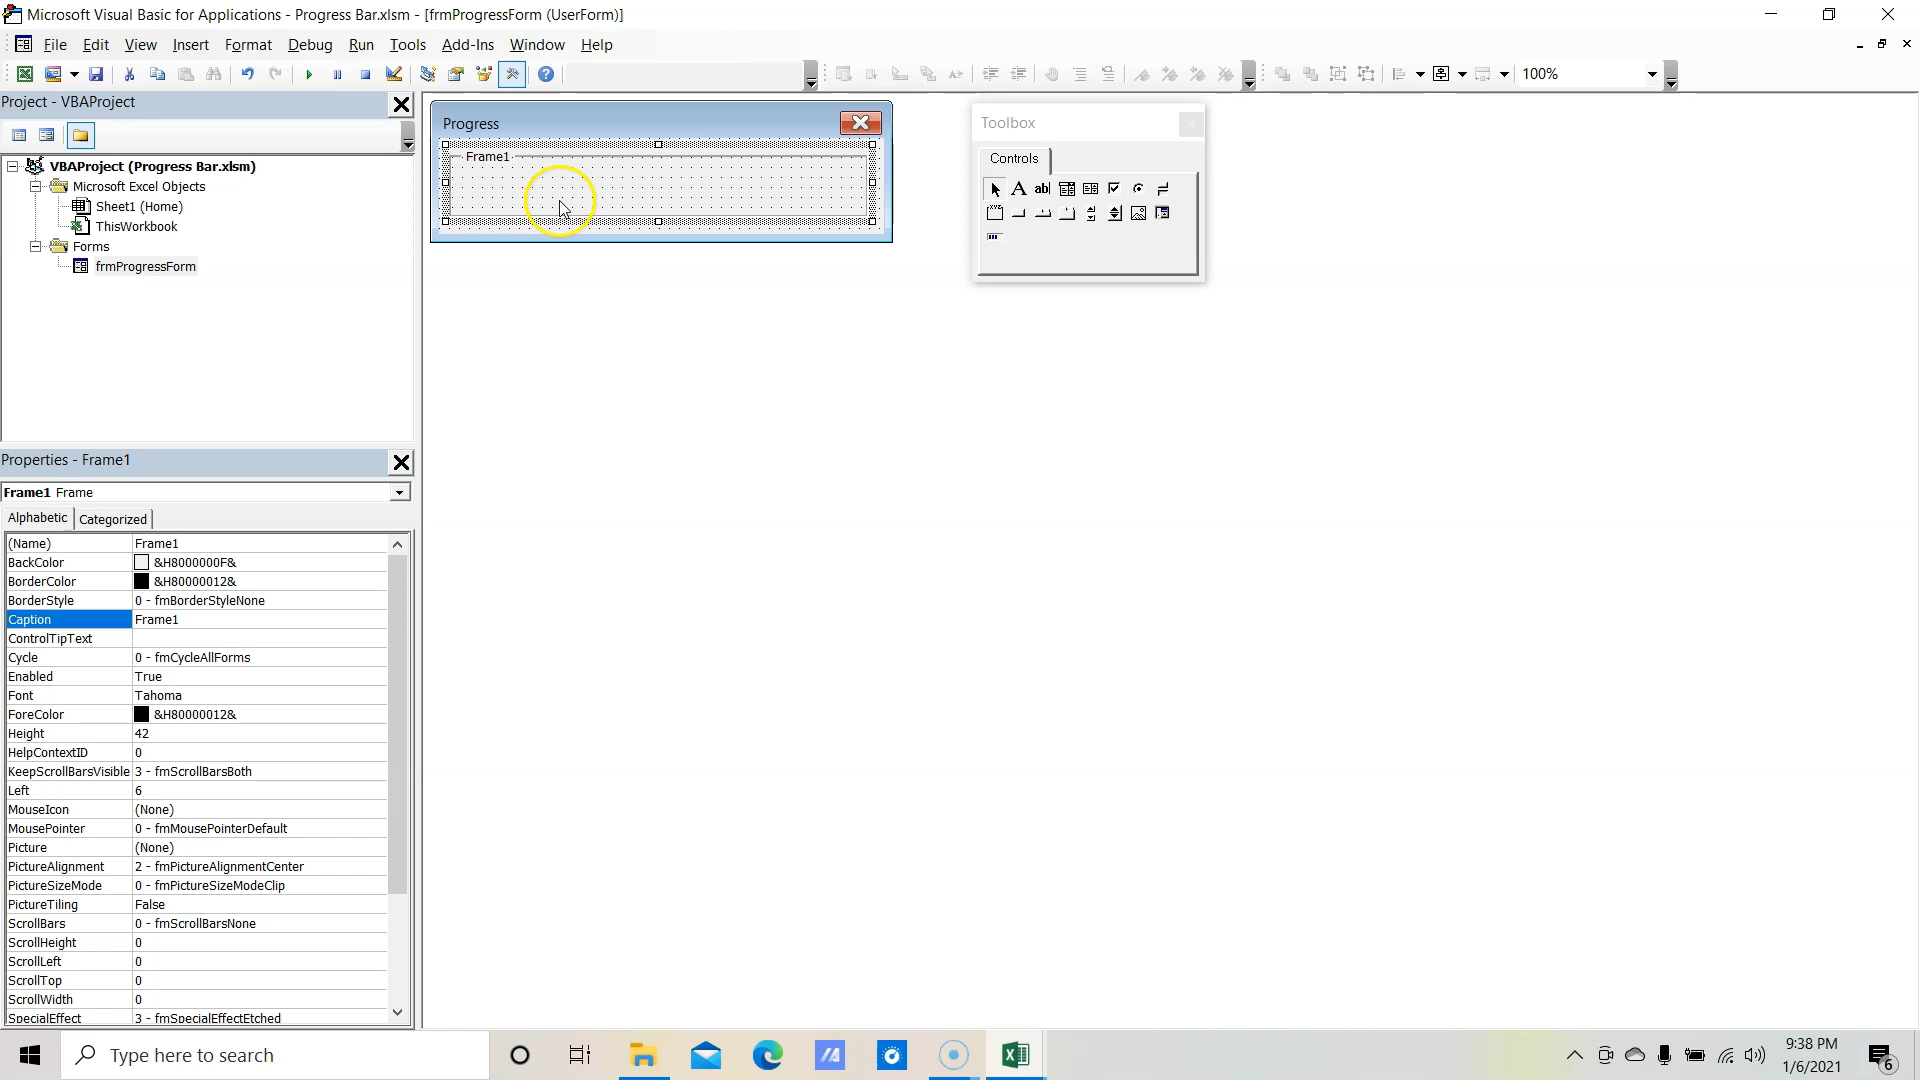 Microsoft Visual Basic for Applications - Progress Bar.xlsm - [frmProgressForm (UserForm)]
File Edit View Insert Format Debug Run Tools Add-Ins Window Help
100%
Project - VBAProject
VBAProject (Progress Bar.xlsm)
Microsoft Excel Objects
Sheet1 (Home)
ThisWorkbook
Forms
frmProgressForm
Progress
Frame1
Toolbox
Controls
A ab|
Properties - Frame1
Frame1 Frame
Alphabetic Categorized
(Name) Frame1
BackColor &H8000000F&
BorderColor &H80000012&
BorderStyle 0 - fmBorderStyleNone
Caption Frame1
ControlTipText
Cycle 0 - fmCycleAllForms
Enabled True
Font Tahoma
ForeColor &H80000012&
Height 42
HelpContextID 0
KeepScrollBarsVisible 3 - fmScrollBarsBoth
Left 6
MouseIcon (None)
MousePointer 0 - fmMousePointerDefault
Picture (None)
PictureAlignment 2 - fmPictureAlignmentCenter
PictureSizeMode 0 - fmPictureSizeModeClip
PictureTiling False
ScrollBars 0 - fmScrollBarsNone
ScrollHeight 0
ScrollLeft 0
ScrollTop 0
ScrollWidth 0
SpecialEffect 3 - fmSpecialEffectEtched
Type here to search
9:38 PM
1/6/2021
6